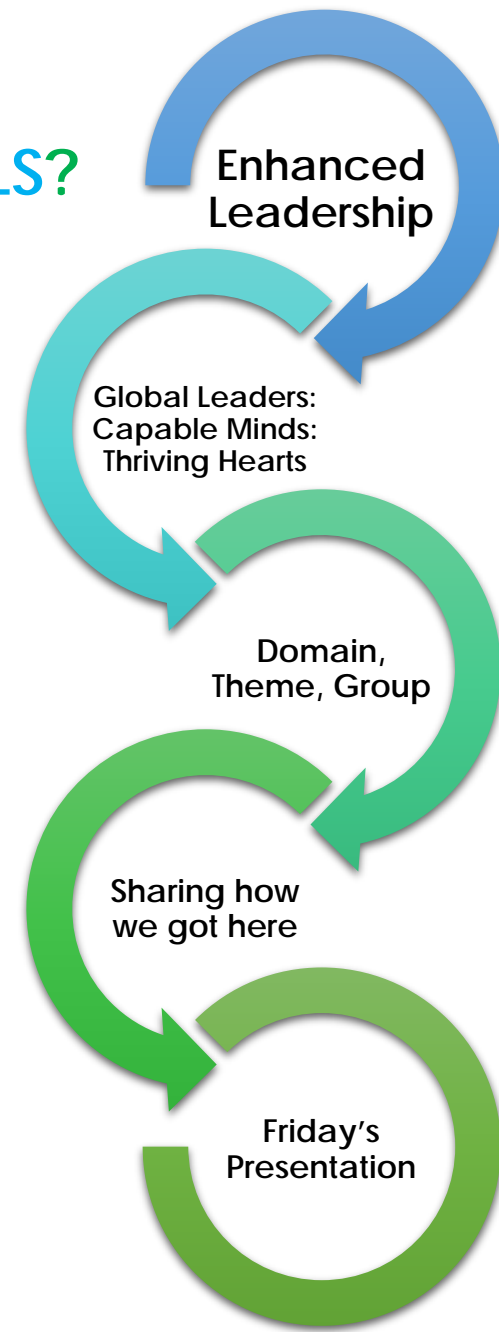 LS?
Enhanced
Leadership
Global Leaders:
Capable Minds:
Thriving Hearts
Domain,
Theme, Group
Sharing how
we got here
Friday's
Presentation